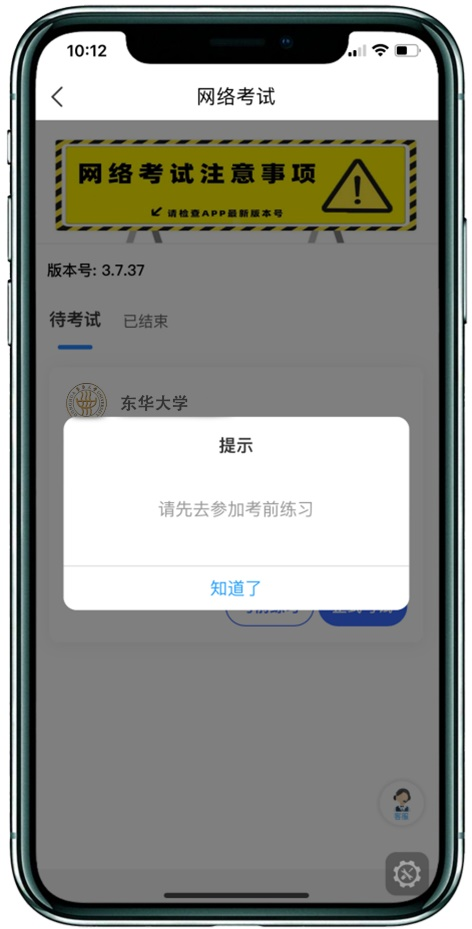 10:12
网络考试
网络考试注意事项
请检查APP最新版本号
版本号: 3.7.37
待考试
已结束
东华大学
提示
请先去参加考前练习
知道了
客服